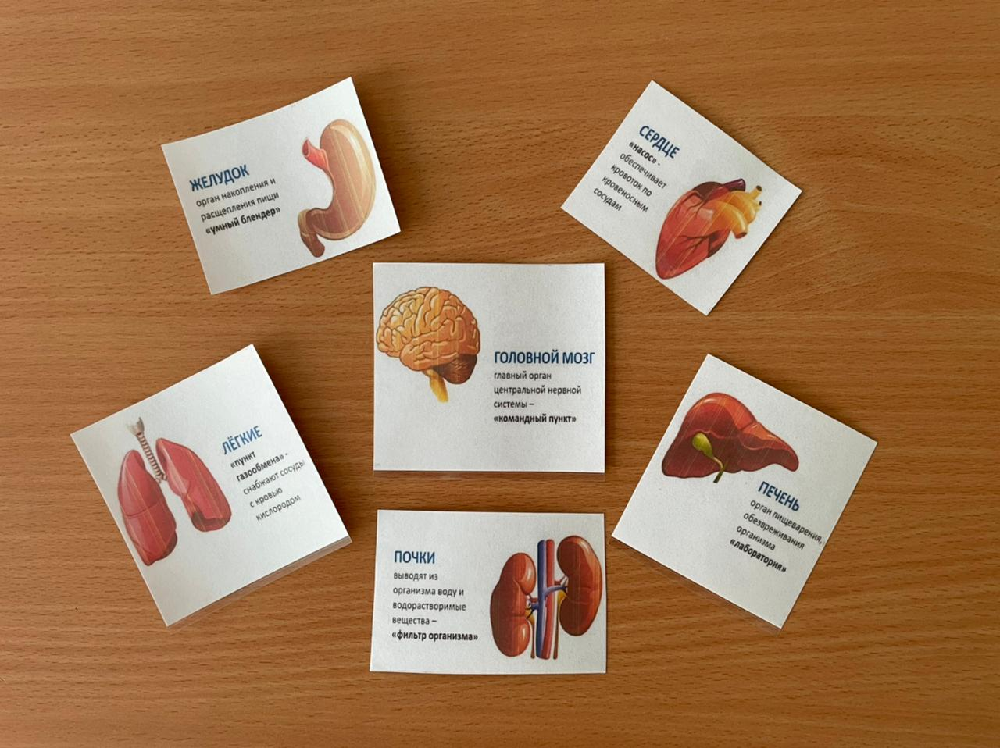 ЖЕЛУДОК
орган накопления и
расщепления пищи
«умный блендер»
СЕРДЦЕ
«насос» -
обеспечивает
кровоток по
кровеносным
сосудам
ГОЛОВНОЙ МОЗГ
главный орган
центральной нервной
системы –
«командный пункт»
ЛЁГКИЕ
«пункт
газообмена» -
снабжают сосуды
с кровью
кислородом
ПЕЧЕНЬ
орган пищеварения,
обезвреживания
организма
«лаборатория»
ПОЧКИ
выводят из
организма воду и
водорастворимые
вещества –
«фильтр организма»